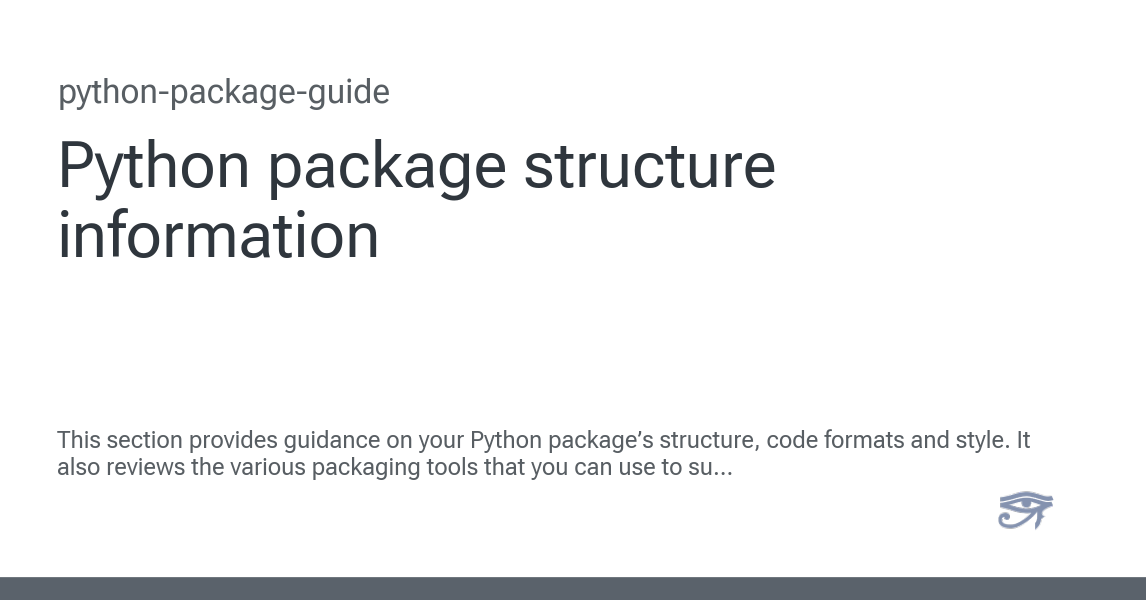 python-package-guide
Python package structure
information
This section provides guidance on your Python package’s structure, code formats and style. It
also reviews the various packaging tools that you can use to su...